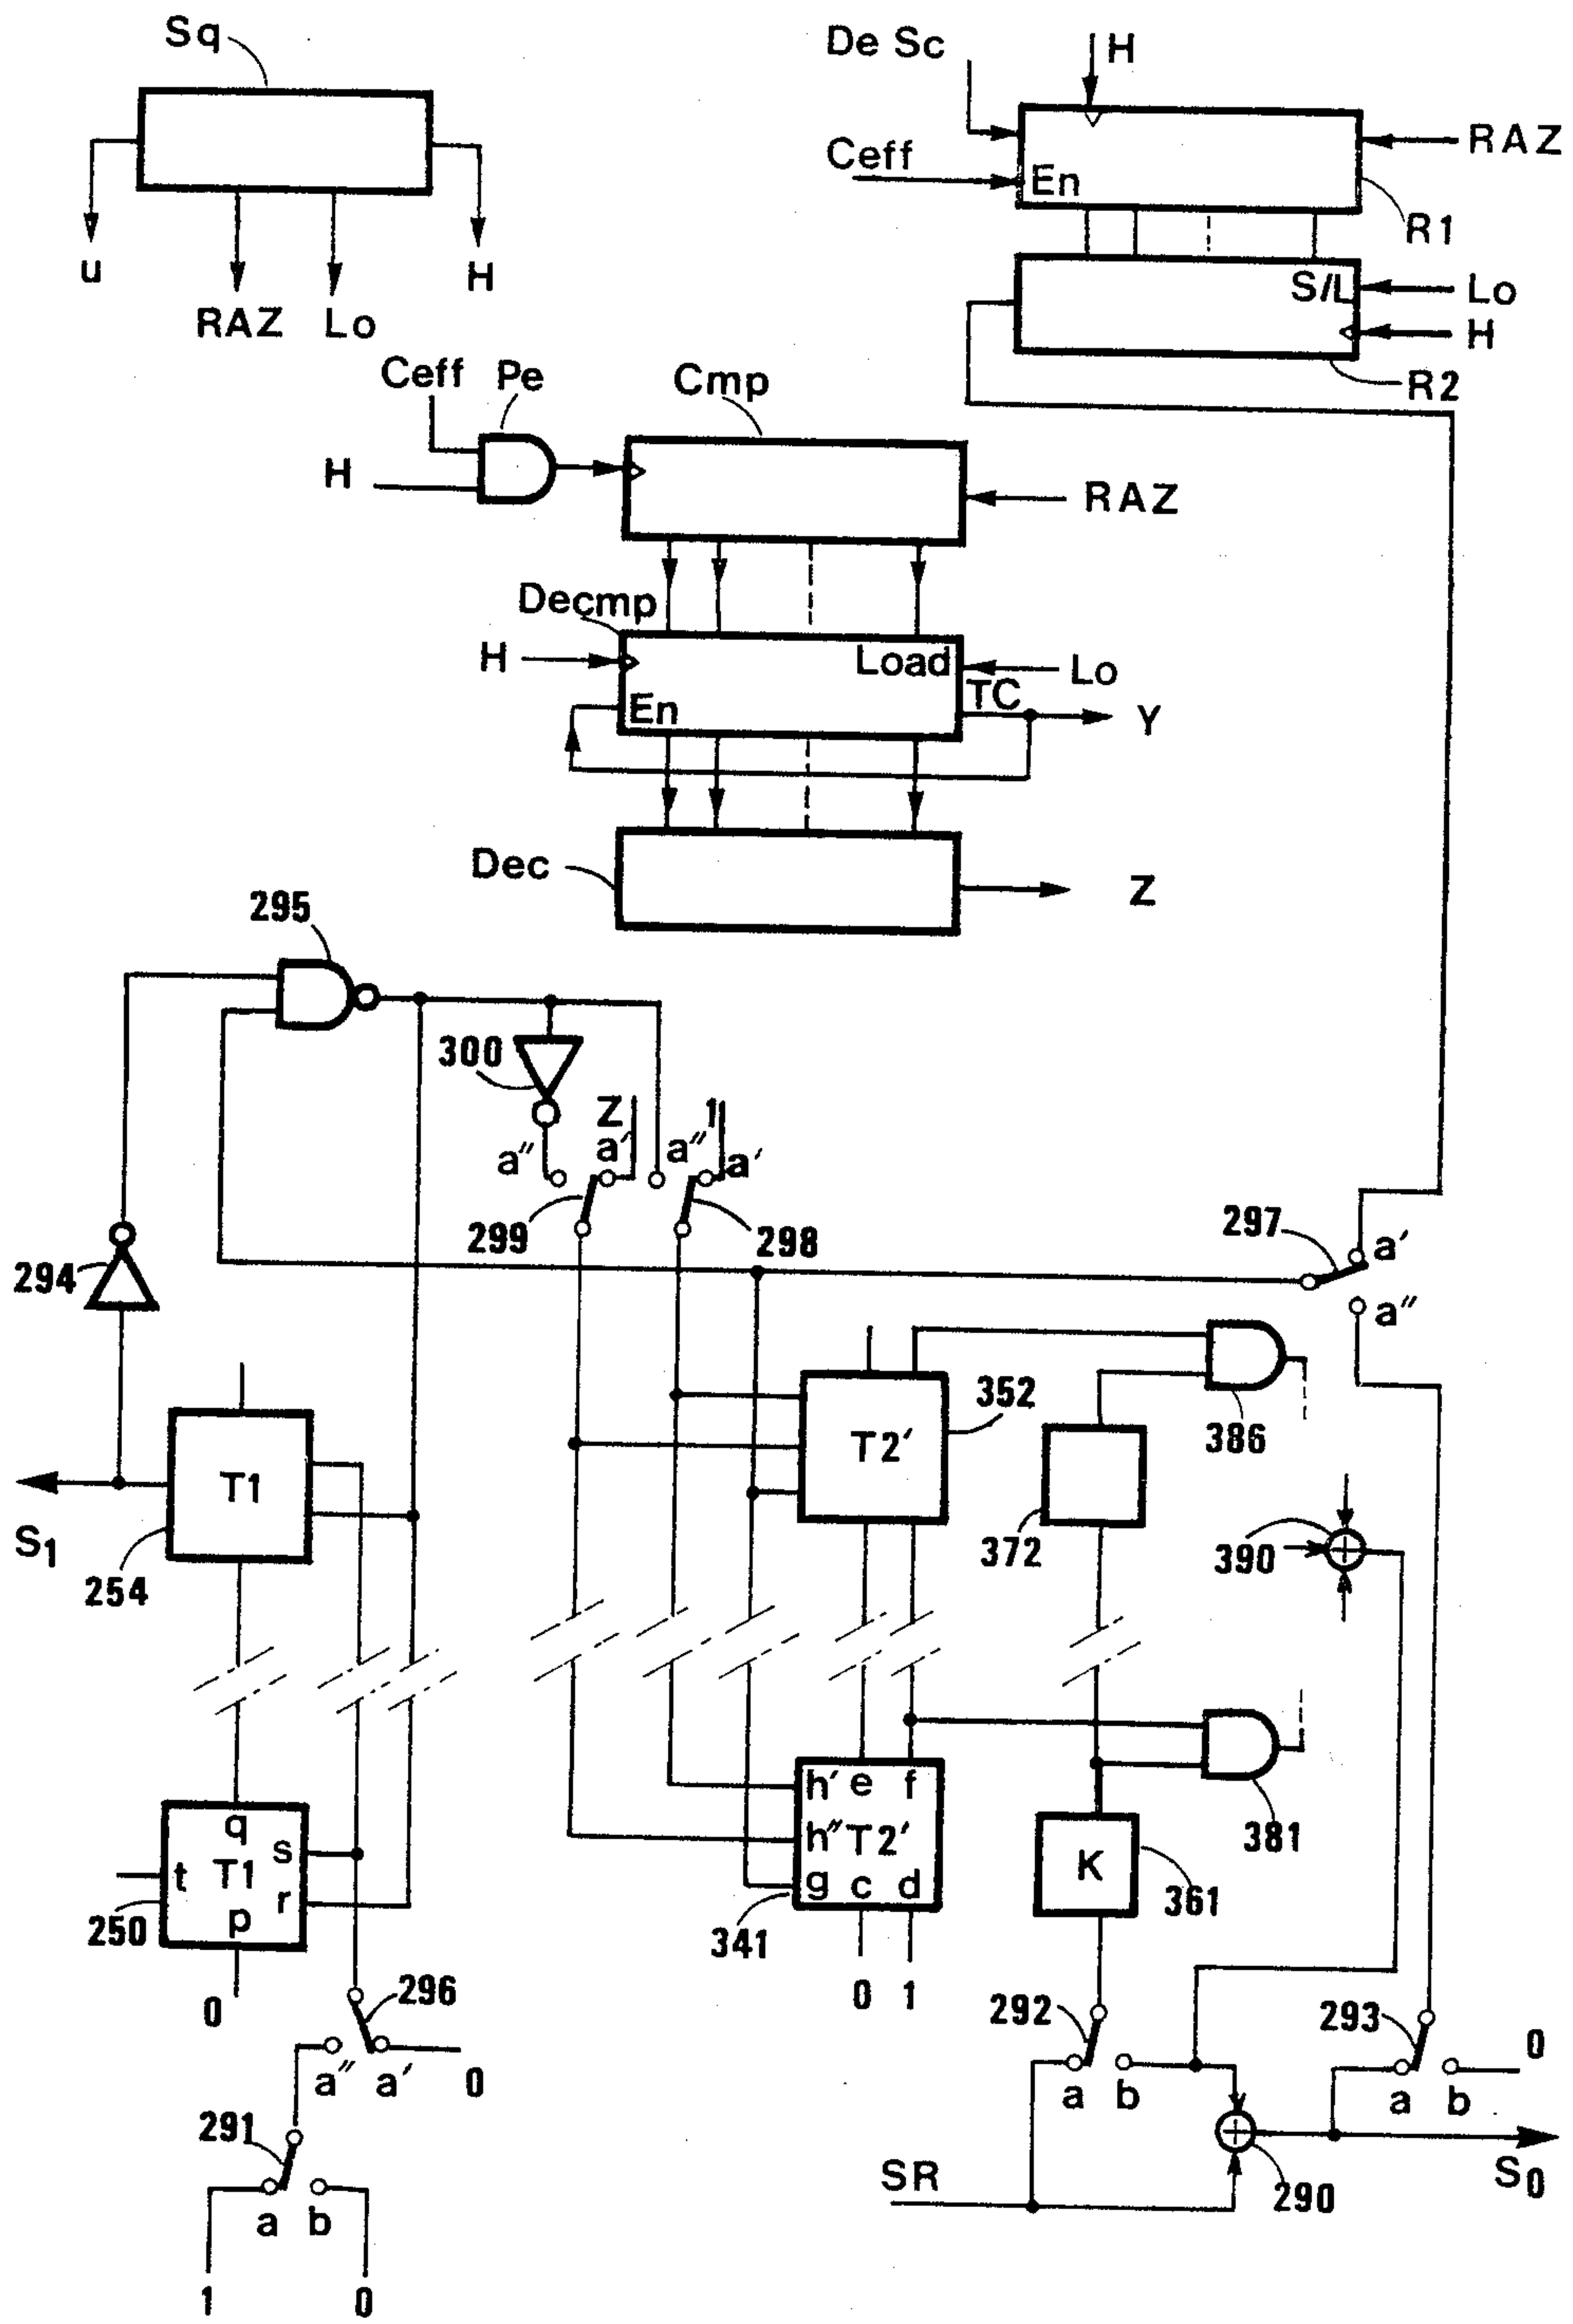 Sq
De Sc
H
RAZ
Ceff
En
R1
u
H
S/L
Lo
RAZ
Lo
H
R2
Ceff
Pe
Cmp
H
RAZ
Decmp
H
Load
Lo
En
TC
Y
Dec
Z
295
300
Z
1
a″
a′
a″
a′
299
298
297
a′
294
a″
352
386
T2′
T1
S1
372
390
254
q
h′ e f
s
h″ T2′
381
t
T1
K
r
g c d
361
p
250
341
0
0 1
296
292
293
0
a″ a′
0
a b
a b
291
SR
S0
290
a b
1
0